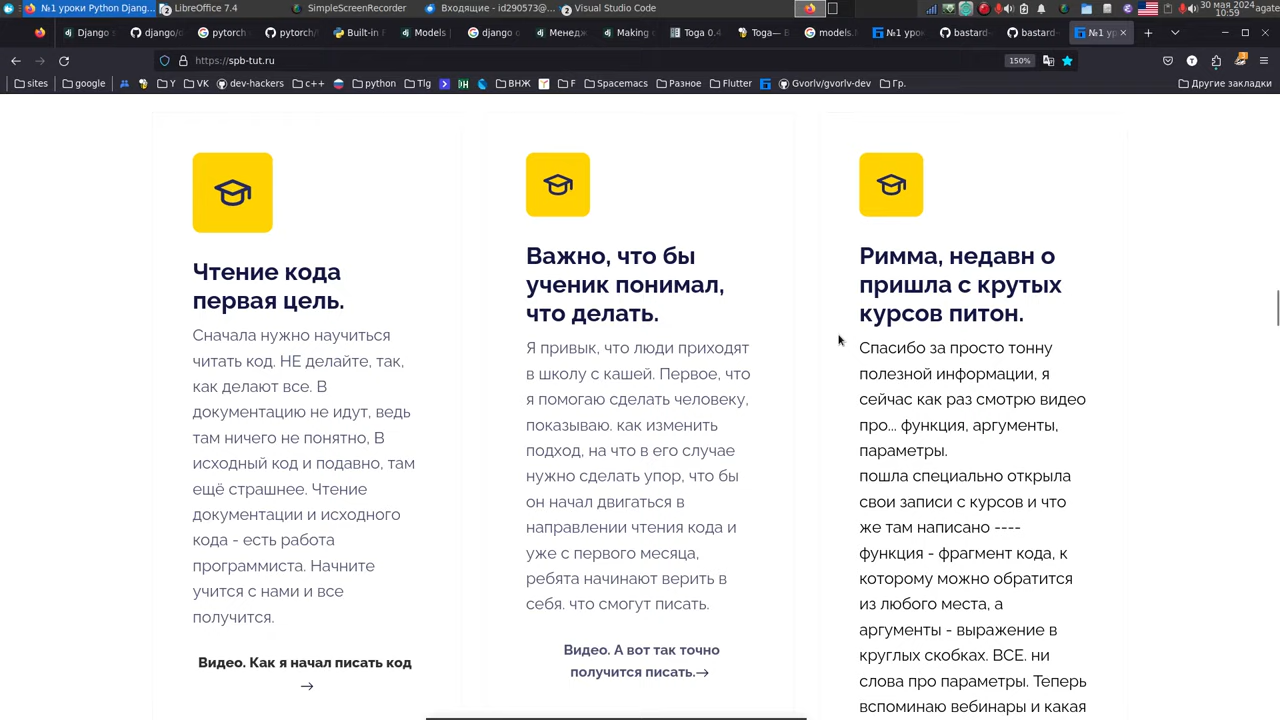 №1 уроки Python Djang...
LibreOffice 7.4
SimpleScreenRecorder
Входящие - id290573@...
2 Visual Studio Code
30 мая 2024
10:59
agate
Django s
django/d
pytorch
pytorch/
Built-in F
Models |
django o
Менедж
Making
Toga 0.4
Toga— B
models.M
№1 уро
bastard-
bastard-
№1 ур
https://spb-tut.ru
150%
sites
google
Y
VK
dev-hackers
c++
python
Tlg
ВНЖ
F
Spacemacs
Разное
Flutter
Gvorlv/gvorlv-dev
Гр.
Другие закладки
Чтение кода
первая цель.
Сначала нужно научиться
читать код. НЕ делайте, так,
как делают все. В
документацию не идут, ведь
там ничего не понятно, В
исходный код и подавно, там
ещё страшнее. Чтение
документации и исходного
кода - есть работа
программиста. Начните
учится с нами и все
получится.
Видео. Как я начал писать код
→
Важно, что бы
ученик понимал,
что делать.
Я привык, что люди приходят
в школу с кашей. Первое, что
я помогаю сделать человеку,
показываю. как изменить
подход, на что в его случае
нужно сделать упор, что бы
он начал двигаться в
направлении чтения кода и
уже с первого месяца,
ребята начинают верить в
себя. что смогут писать.
Видео. А вот так точно
получится писать.→
Римма, недавн о
пришла с крутых
курсов питон.
Спасибо за просто тонну
полезной информации, я
сейчас как раз смотрю видео
про... функция, аргументы,
параметры.
пошла специально открыла
свои записи с курсов и что
же там написано ----
функция - фрагмент кода, к
которому можно обратится
из любого места, а
аргументы - выражение в
круглых скобках. ВСЕ. ни
слова про параметры. Теперь
вспоминаю вебинары и какая